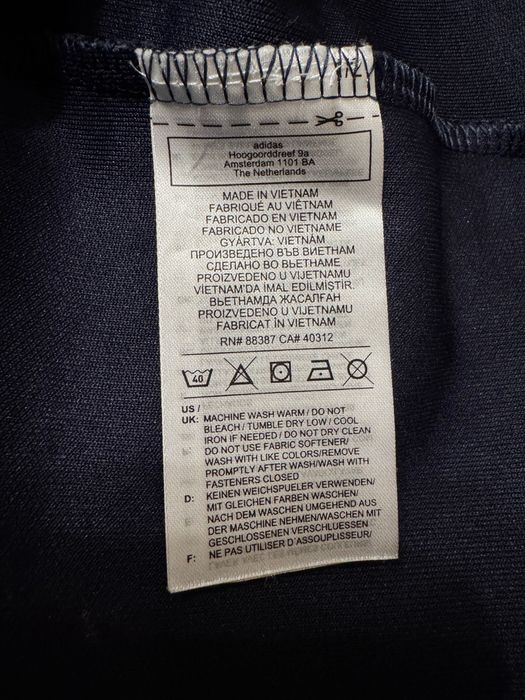 adidas
Hoogoorddreef 9a
Amsterdam 1101 BA
The Netherlands
MADE IN VIETNAM
FABRIQUÉ AU VIÊTNAM
FABRICADO EN VIETNAM
FABRICADO NO VIETNAME
GYÁRTVA: VIETNÁM
ПРОИЗВЕДЕНО ВЪВ ВИЕТНАМ
СДЕЛАНО ВО ВЬЕТНАМЕ
PROIZVEDENO U VIJETNAMU
VİETNAM'DA IMAL EDİLMİŞTİR.
ВЬЕТНАМДА ЖАСАЛҒАН
PROIZVEDENO U VIJETNAMU
FABRICAT ÎN VIETNAM
RN# 88387 CA# 40312
40
US /
UK: MACHINE WASH WARM / DO NOT
BLEACH / TUMBLE DRY LOW / COOL
IRON IF NEEDED / DO NOT DRY CLEAN
DO NOT USE FABRIC SOFTENER/
WASH WITH LIKE COLORS/REMOVE
PROMPTLY AFTER WASH/WASH WITH
FASTENERS CLOSED
D: KEINEN WEICHSPUELER VERWENDEN/
MIT GLEICHEN FARBEN WASCHEN/
NACH DEM WASCHEN UMGEHEND AUS
DER MASCHINE NEHMEN/WASCHEN MIT
GESCHLOSSENEN VERSCHLUESSEN
F: NE PAS UTILISER D'ASSOUPLISEUR/